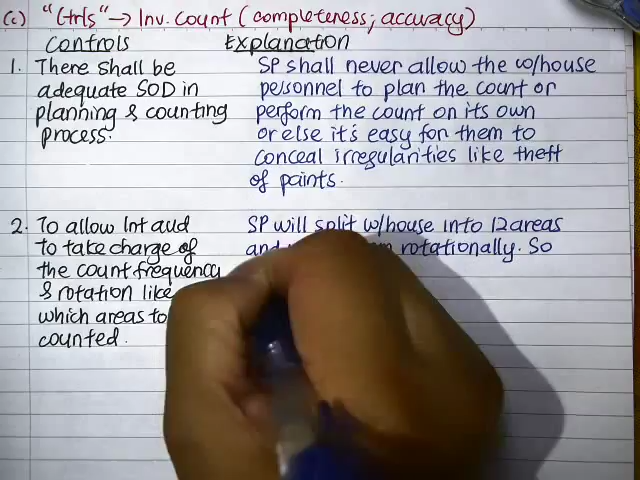 (c) "Ctrls" → Inv. count (completeness; accuracy)
Controls Explanation
1. There shall be SP shall never allow the w/house
adequate SOD in personnel to plan the count or
planning & counting perform the count on its own
process. or else it's easy for them to
conceal irregularities like theft
of paints.
2. To allow Int aud SP will split w/house into 12 areas
to take charge of and rotationally. So
the count frequency
& rotation like
which areas to
counted.